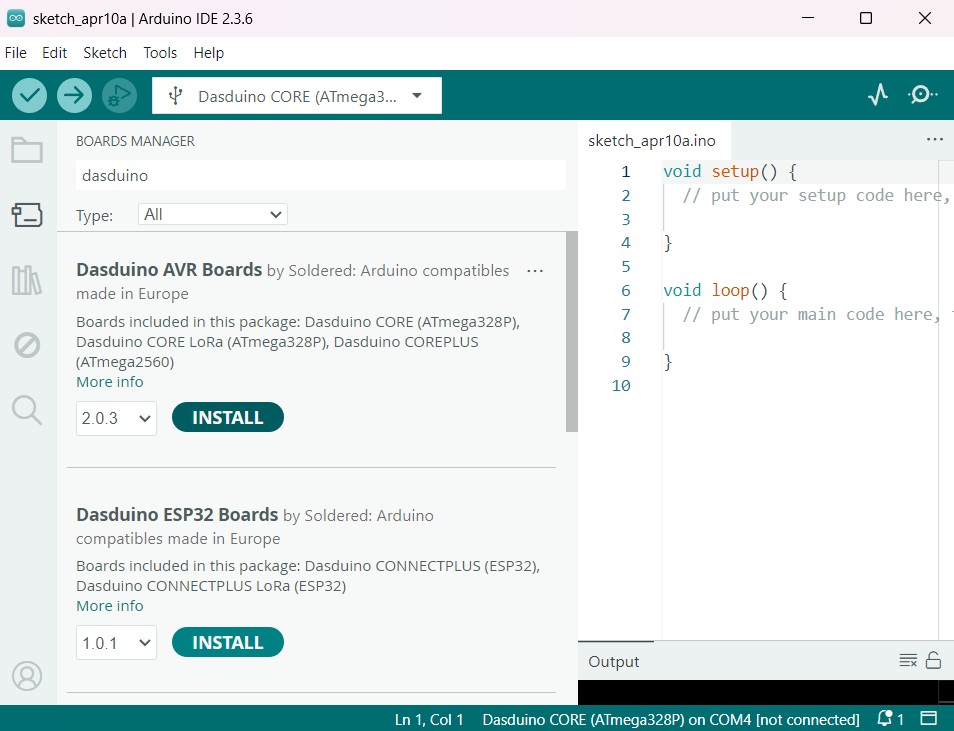 sketch_apr10a | Arduino IDE 2.3.6
File Edit Sketch Tools Help
Dasduino CORE (ATmega3...
BOARDS MANAGER
dasduino
Type: All
Dasduino AVR Boards by Soldered: Arduino compatibles
made in Europe
Boards included in this package: Dasduino CORE (ATmega328P),
Dasduino CORE LoRa (ATmega328P), Dasduino COREPLUS
(ATmega2560)
More info
2.0.3 INSTALL
Dasduino ESP32 Boards by Soldered: Arduino
compatibles made in Europe
Boards included in this package: Dasduino CONNECTPLUS (ESP32),
Dasduino CONNECTPLUS LoRa (ESP32)
More info
1.0.1 INSTALL
sketch_apr10a.ino
1 void setup() {
2 // put your setup code here,
3
4 }
5
6 void loop() {
7 // put your main code here,
8
9 }
10
Output
Ln 1, Col 1 Dasduino CORE (ATmega328P) on COM4 [not connected] 1